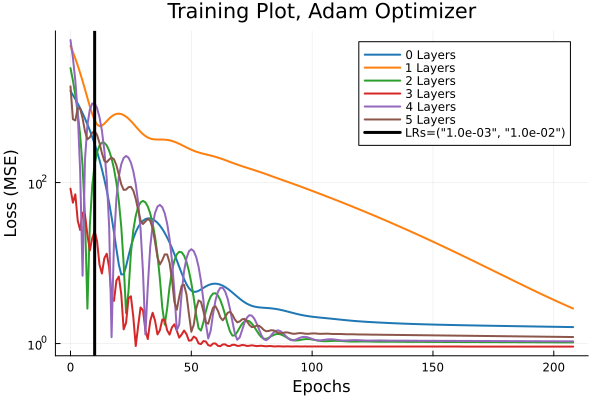 Training Plot, Adam Optimizer
0 Layers
1 Layers
2 Layers
3 Layers
4 Layers
5 Layers
LRs=("1.0e-03", "1.0e-02")
Loss (MSE)
10²
10⁰
0 50 100 150 200
Epochs